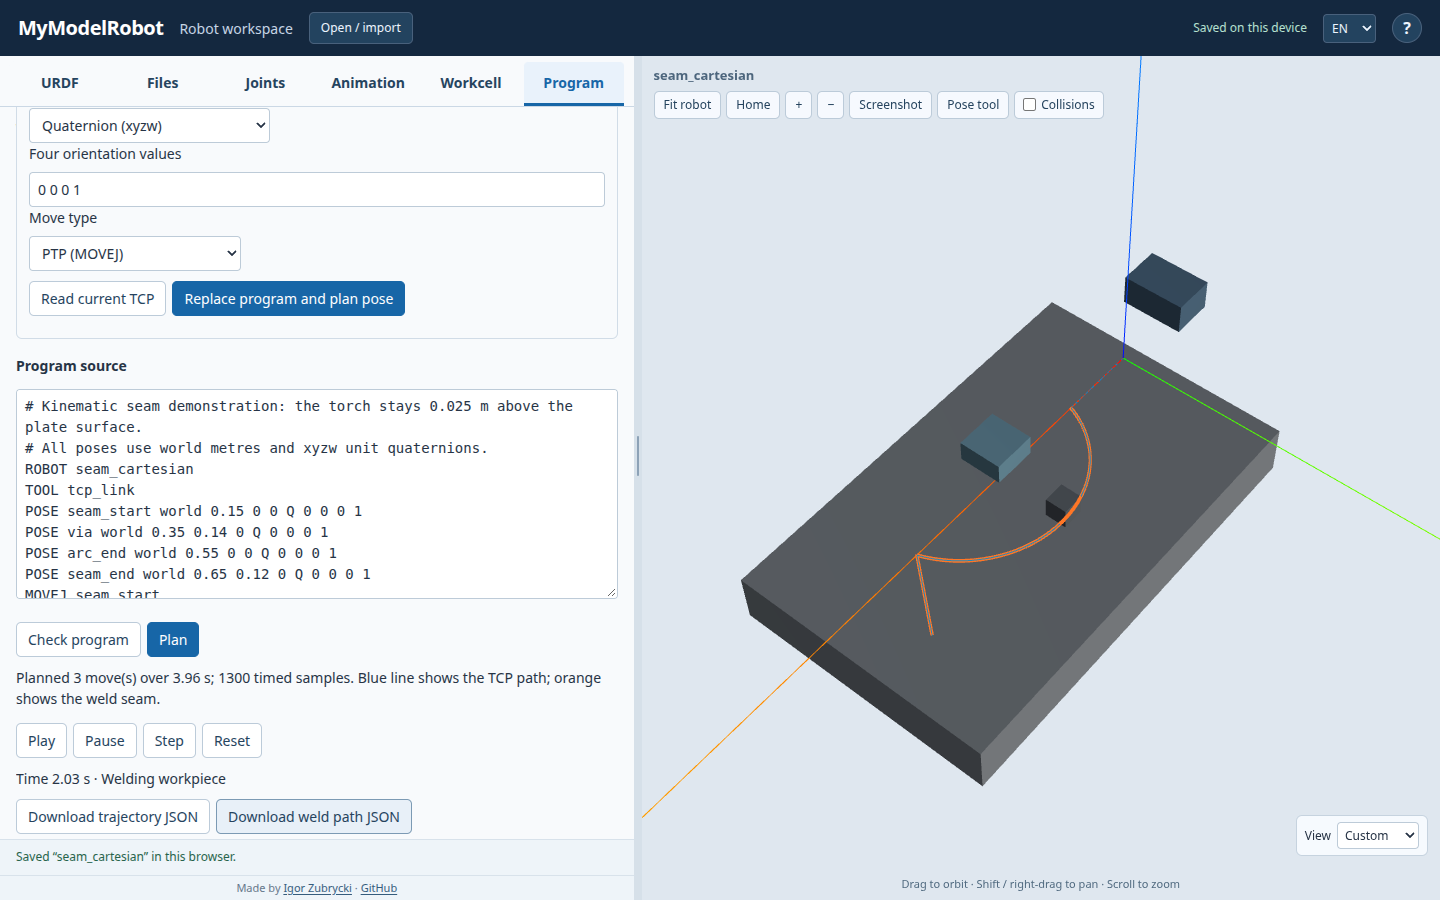 MyModelRobot
Robot workspace
Open / import
Saved on this device
EN
?
URDF
Files
Joints
Animation
Workcell
Program
seam_cartesian
Fit robot
Home
+
−
Screenshot
Pose tool
Collisions
Quaternion (xyzw)
Four orientation values
0 0 0 1
Move type
PTP (MOVEJ)
Read current TCP
Replace program and plan pose
Program source
# Kinematic seam demonstration: the torch stays 0.025 m above the
plate surface.
# All poses use world metres and xyzw unit quaternions.
ROBOT seam_cartesian
TOOL tcp_link
POSE seam_start world 0.15 0 0 Q 0 0 0 1
POSE via world 0.35 0.14 0 Q 0 0 0 1
POSE arc_end world 0.55 0 0 Q 0 0 0 1
POSE seam_end world 0.65 0.12 0 Q 0 0 0 1
MOVEJ seam_start
Check program
Plan
Planned 3 move(s) over 3.96 s; 1300 timed samples. Blue line shows the TCP path; orange
shows the weld seam.
Play
Pause
Step
Reset
Time 2.03 s · Welding workpiece
Download trajectory JSON
Download weld path JSON
Saved “seam_cartesian” in this browser.
Made by Igor Zubrycki · GitHub
View
Custom
Drag to orbit · Shift / right-drag to pan · Scroll to zoom